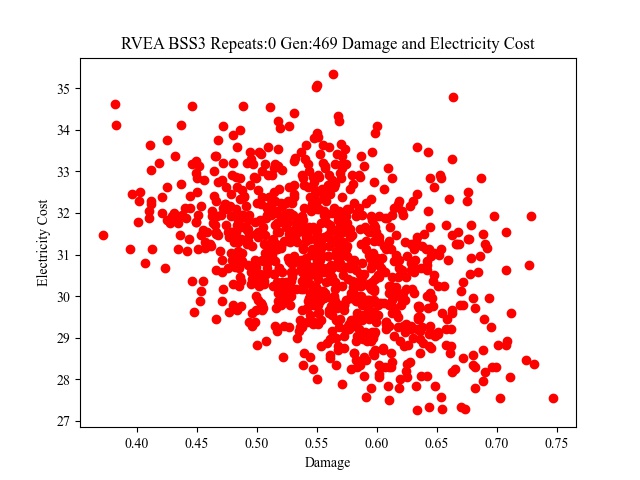 RVEA BSS3 Repeats:0 Gen:469 Damage and Electricity Cost
35
34
33
32
31
30
29
28
27
Electricity Cost
0.40 0.45 0.50 0.55 0.60 0.65 0.70 0.75
Damage